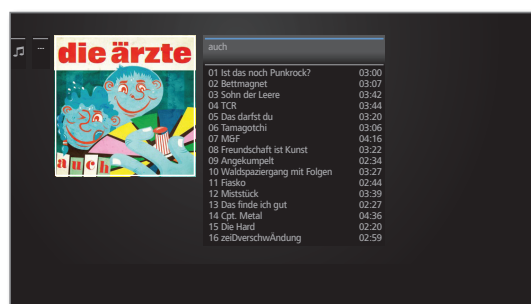 ...
die ärzte
auch
auch
01 Ist das noch Punkrock? 03:00
02 Bettmagnet 03:07
03 Sohn der Leere 03:42
04 TCR 03:44
05 Das darfst du 03:20
06 Tamagotchi 03:06
07 M&F 04:16
08 Freundschaft ist Kunst 03:22
09 Angekumpelt 02:34
10 Waldspaziergang mit Folgen 03:27
11 Fiasko 02:44
12 Miststück 03:39
13 Das finde ich gut 02:27
14 Cpt. Metal 04:36
15 Die Hard 02:20
16 zeiDverschwÄndung 02:59